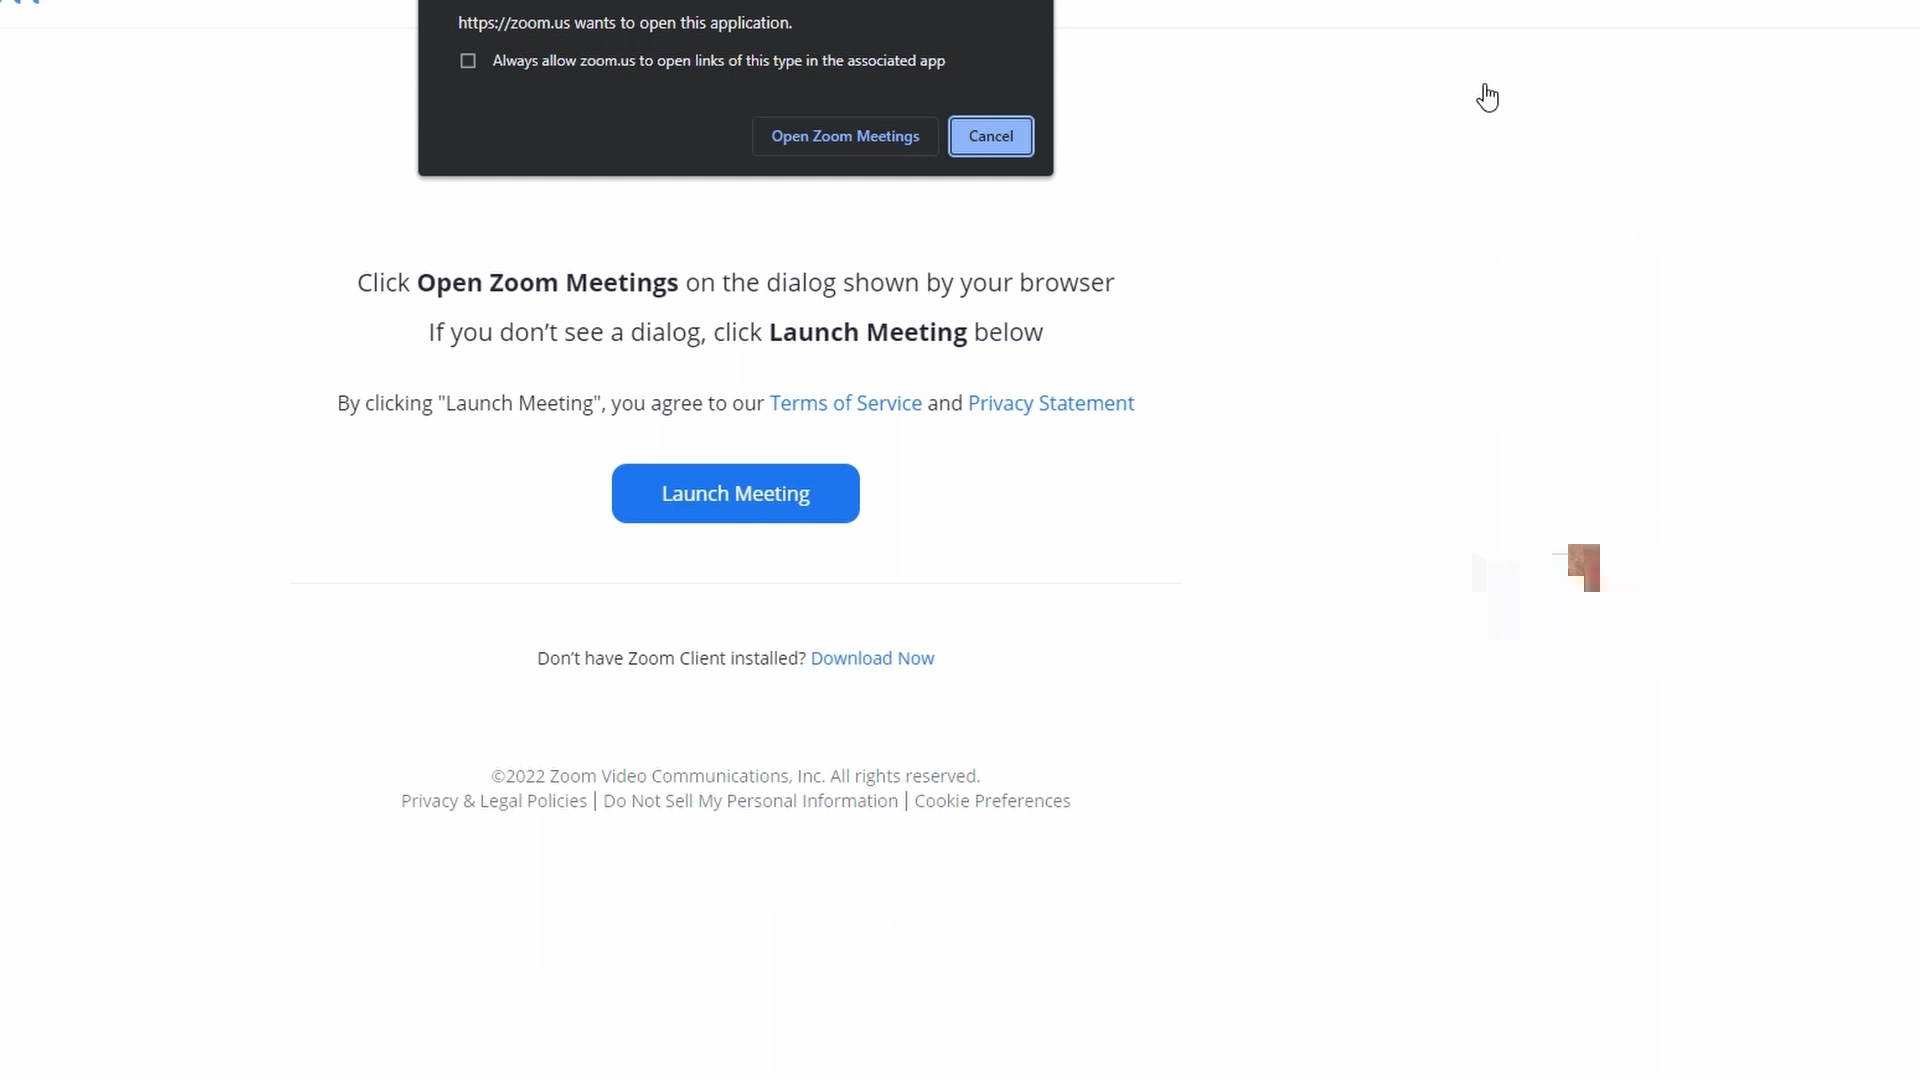 https://zoom.us wants to open this application.
Always allow zoom.us to open links of this type in the associated app
Open Zoom Meetings
Cancel
Click Open Zoom Meetings on the dialog shown by your browser
If you don’t see a dialog, click Launch Meeting below
By clicking "Launch Meeting", you agree to our Terms of Service and Privacy Statement
Launch Meeting
Don’t have Zoom Client installed? Download Now
©2022 Zoom Video Communications, Inc. All rights reserved.
Privacy & Legal Policies | Do Not Sell My Personal Information | Cookie Preferences